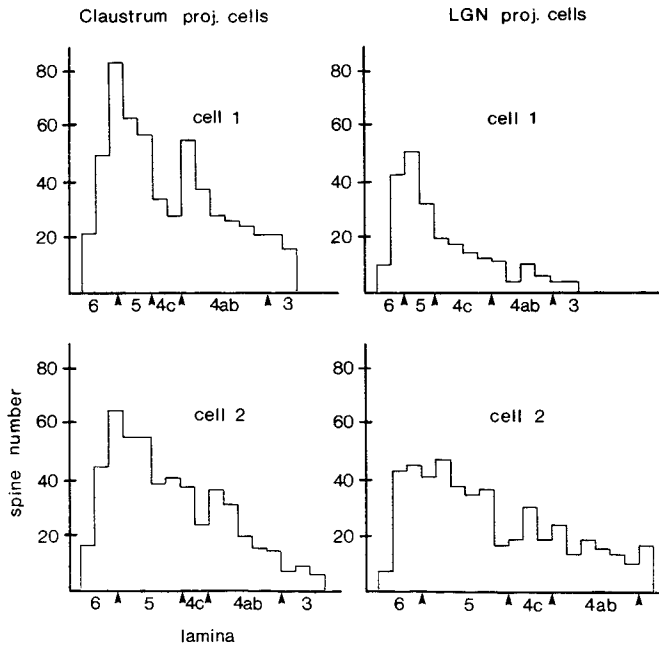 Claustrum proj. cells
LGN proj. cells
80
60
40
20
cell 1
6 5 4c 4ab 3
80
60
40
20
cell 1
6 5 4c 4ab 3
spine number
80
60
40
20
cell 2
6 5 4c 4ab 3
lamina
80
60
40
20
cell 2
6 5 4c 4ab